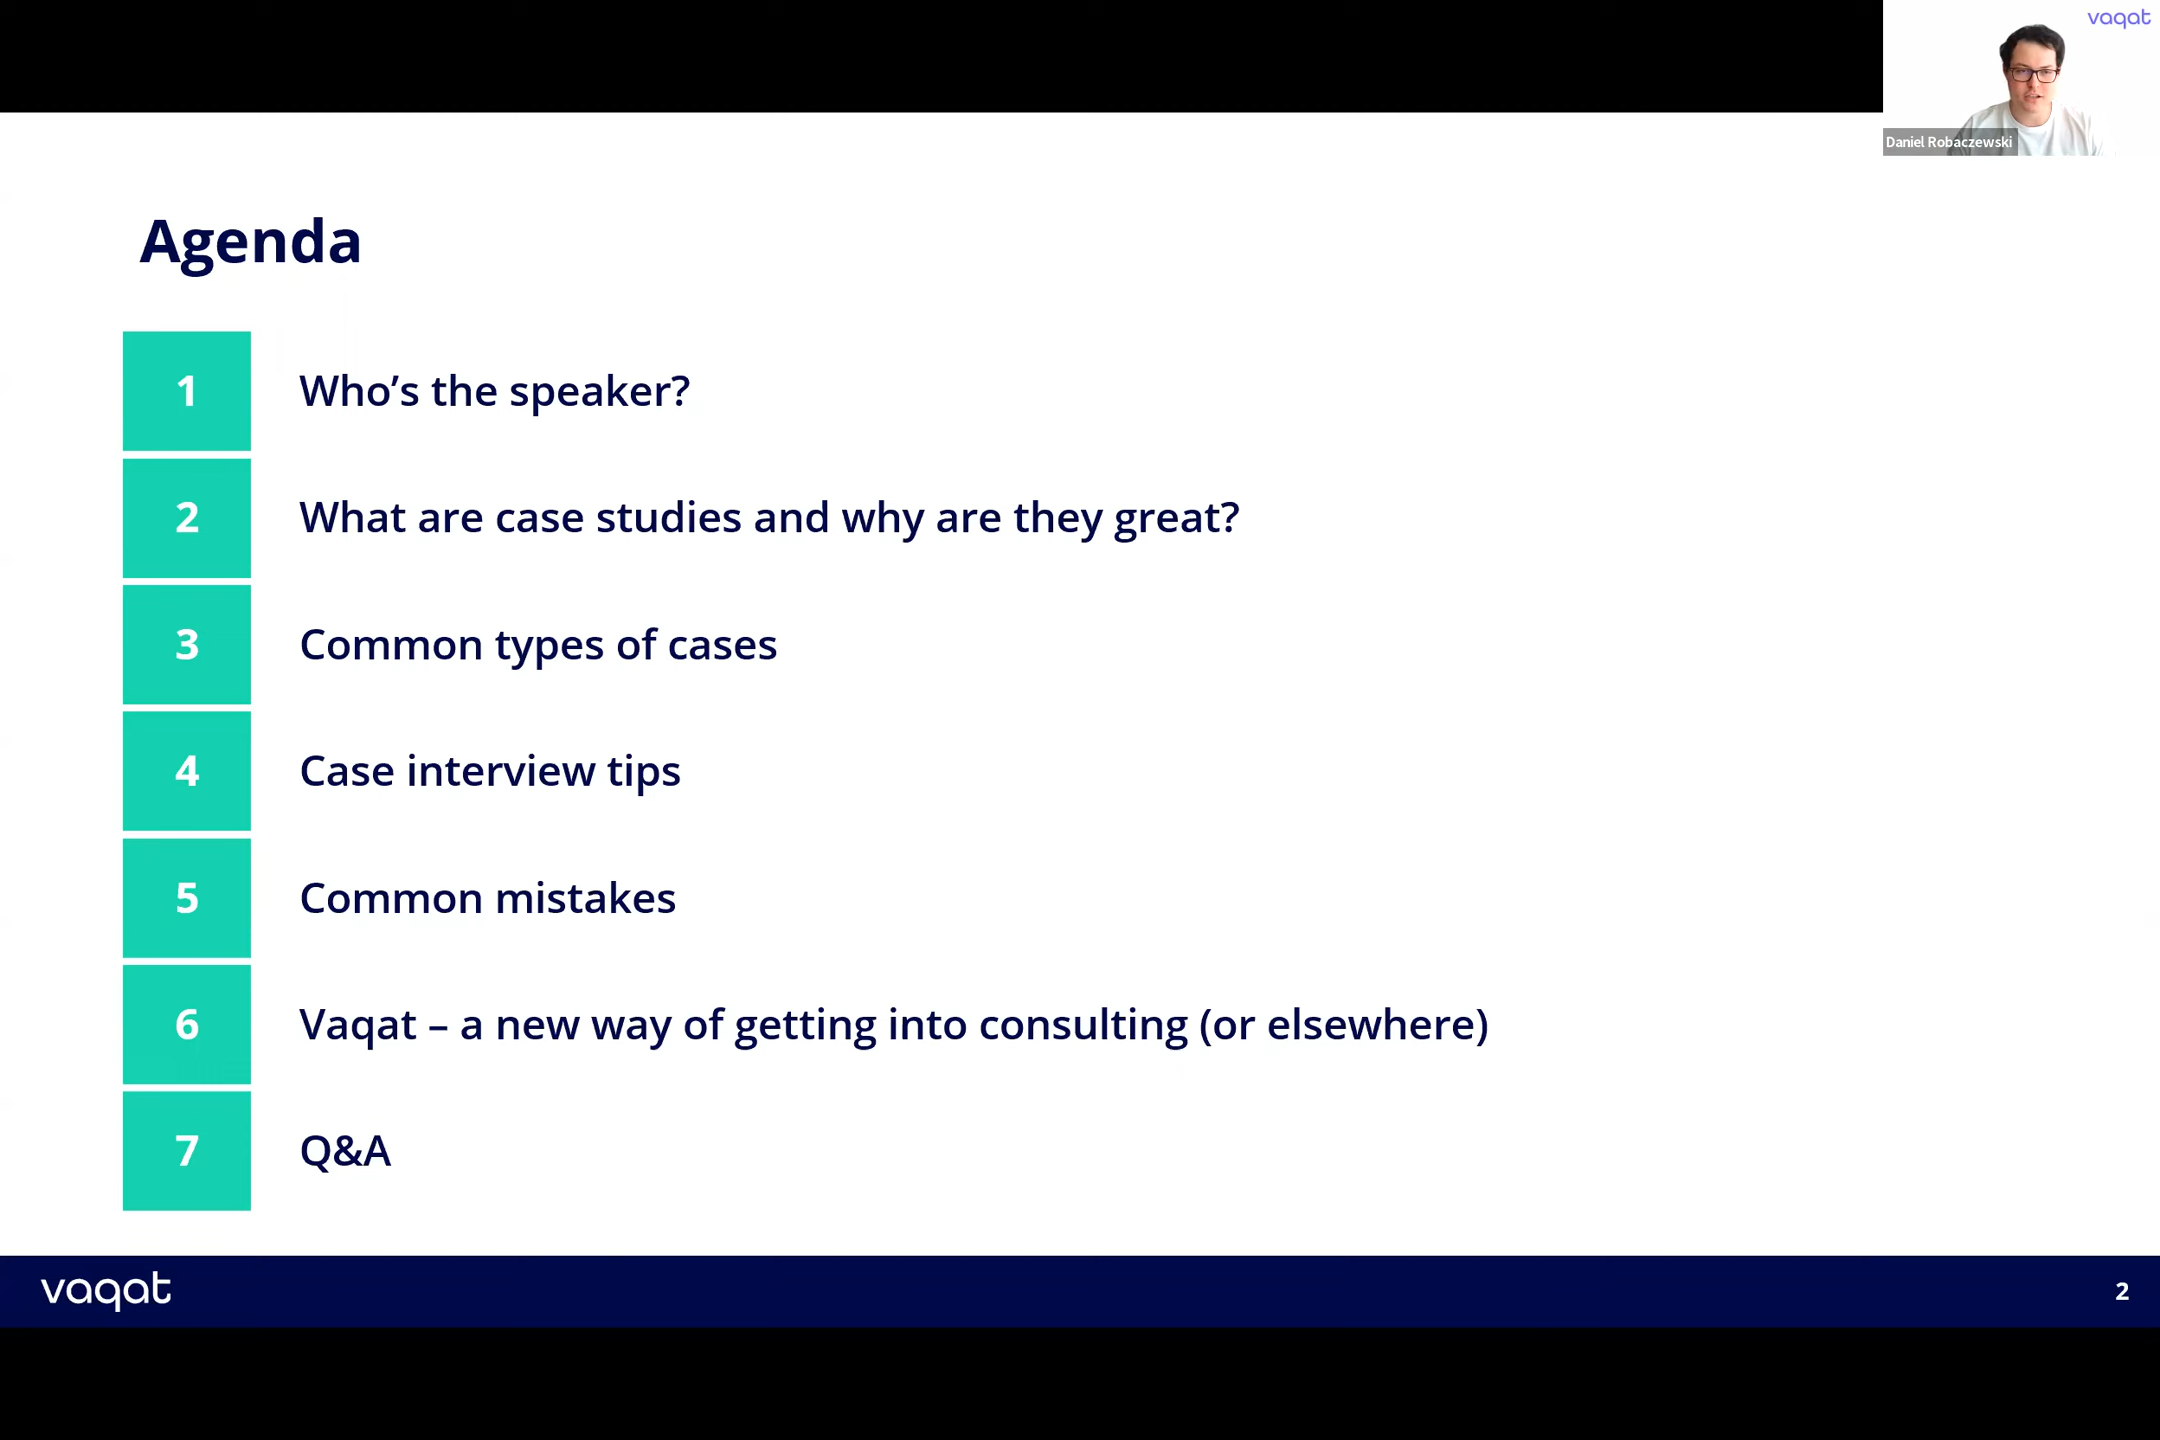 vaqat
Daniel Robaczewski
Agenda
1 Who’s the speaker?
2 What are case studies and why are they great?
3 Common types of cases
4 Case interview tips
5 Common mistakes
6 Vaqat – a new way of getting into consulting (or elsewhere)
7 Q&A
vaqat 2